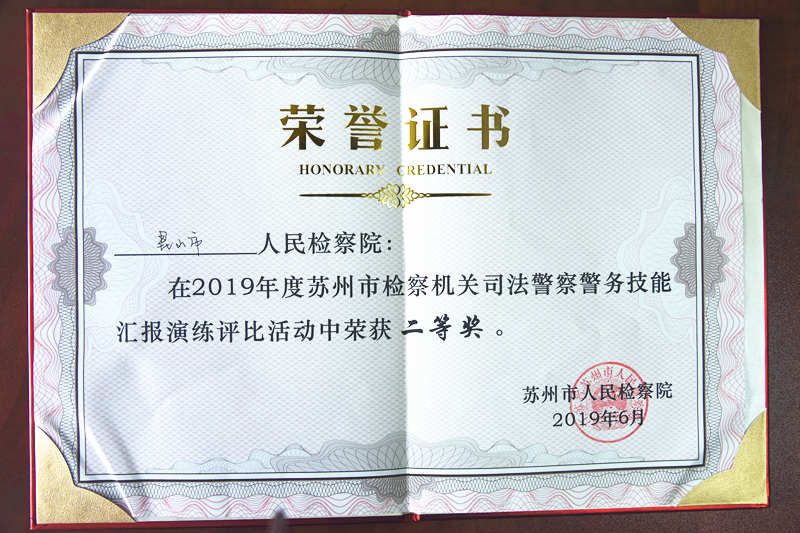 荣誉证书
HONORARY CREDENTIAL
昆山市人民检察院：
在2019年度苏州市检察机关司法警察警务技能
汇报演练评比活动中荣获 二等奖 。
苏州市人民检察院
2019年6月